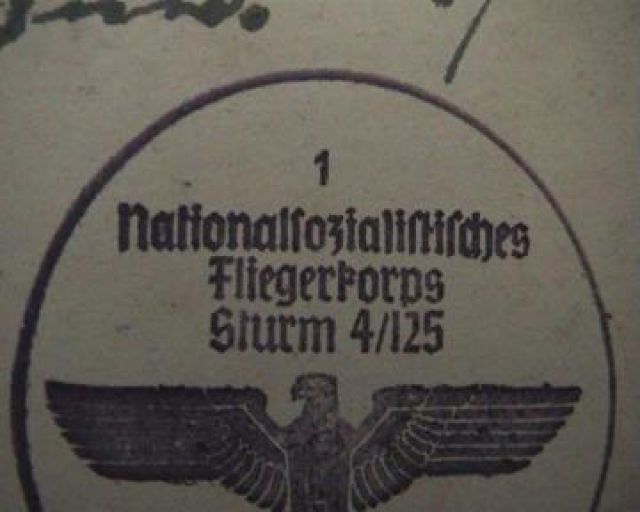 1
Nationalſozialiſtiſches
Fliegerkorps
Sturm 4/125